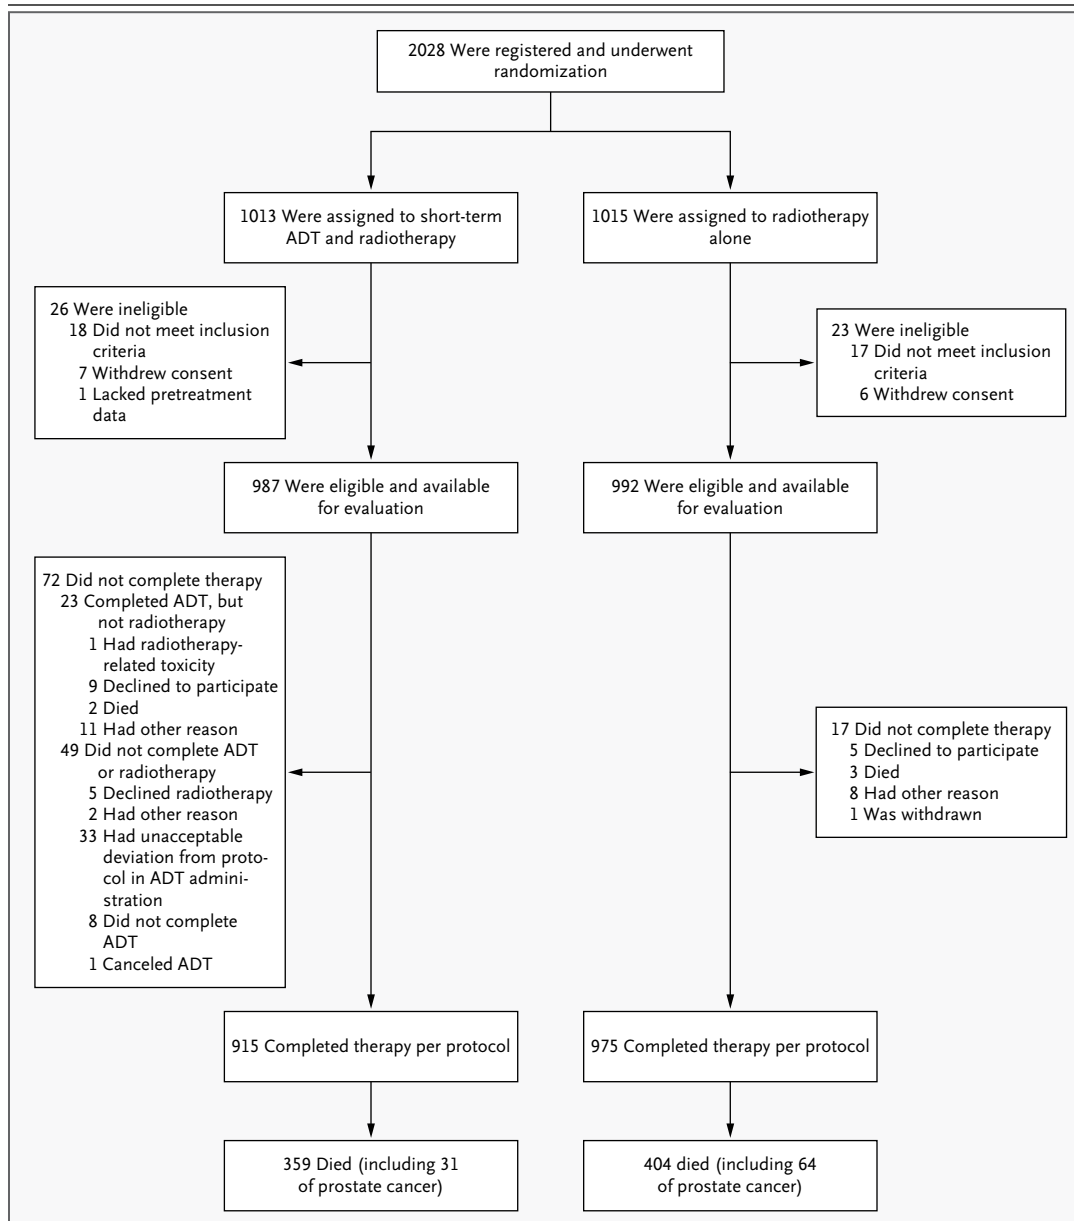 2028 Were registered and underwent
randomization
1013 Were assigned to short-term
ADT and radiotherapy
1015 Were assigned to radiotherapy
alone
26 Were ineligible
18 Did not meet inclusion
criteria
7 Withdrew consent
1 Lacked pretreatment
data
23 Were ineligible
17 Did not meet inclusion
criteria
6 Withdrew consent
987 Were eligible and available
for evaluation
992 Were eligible and available
for evaluation
72 Did not complete therapy
23 Completed ADT, but
not radiotherapy
1 Had radiotherapy-
related toxicity
9 Declined to participate
2 Died
11 Had other reason
49 Did not complete ADT
or radiotherapy
5 Declined radiotherapy
2 Had other reason
33 Had unacceptable
deviation from proto-
col in ADT admini-
stration
8 Did not complete
ADT
1 Canceled ADT
17 Did not complete therapy
5 Declined to participate
3 Died
8 Had other reason
1 Was withdrawn
915 Completed therapy per protocol
975 Completed therapy per protocol
359 Died (including 31
of prostate cancer)
404 died (including 64
of prostate cancer)